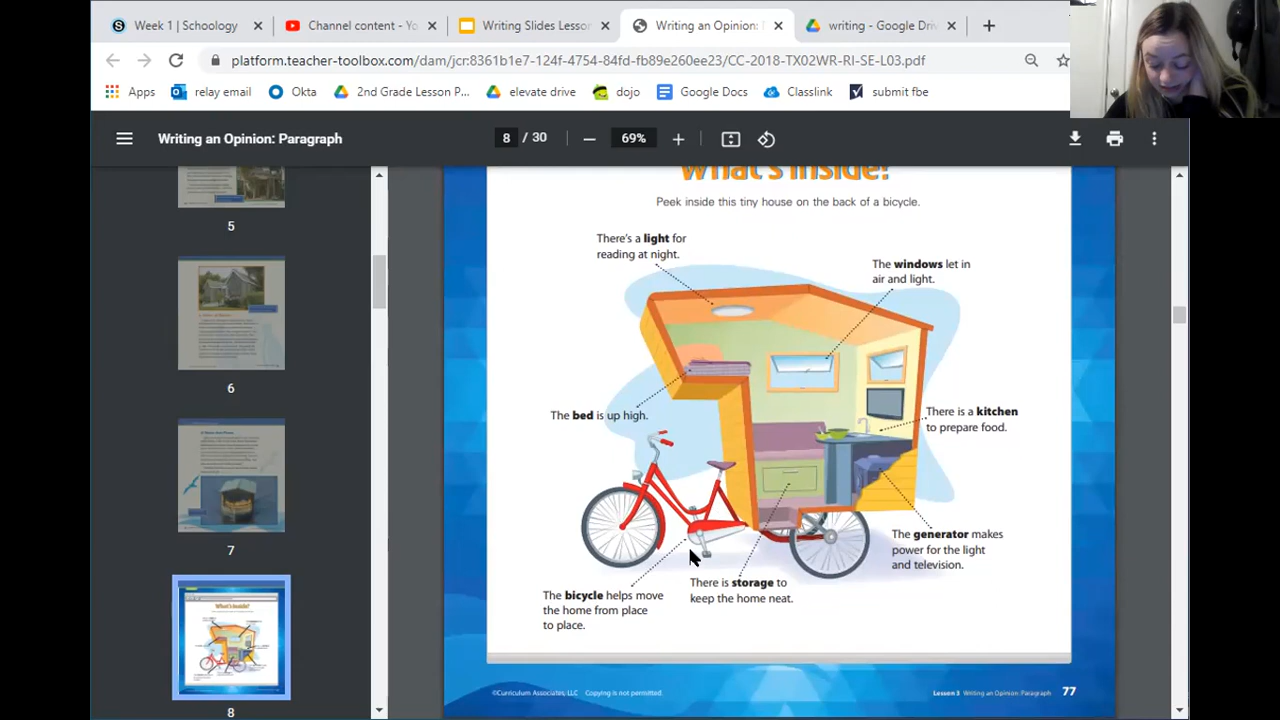 Week 1 | Schoology
Channel content - Yo
Writing Slides Lesson
Writing an Opinion: P
writing - Google Driv
platform.teacher-toolbox.com/dam/jcr8361b1e7-124f-4754-84fd-fb89e260ee23/CC-2018-TX02WR-RI-SE-L03.pdf
Apps
relay email
Okta
2nd Grade Lesson P...
elevate drive
dojo
Google Docs
Classlink
submit fbe
Writing an Opinion: Paragraph
8 / 30
69%
5
6
7
8
What's Inside?
Peek inside this tiny house on the back of a bicycle.
There's a light for
reading at night.
The windows let in
air and light.
The bed is up high.
There is a kitchen
to prepare food.
The generator makes
power for the light
and television.
There is storage to
keep the home neat.
The bicycle helps move
the home from place
to place.
©Curriculum Associates, LLC Copying is not permitted.
Lesson 3 Writing an Opinion: Paragraph 77